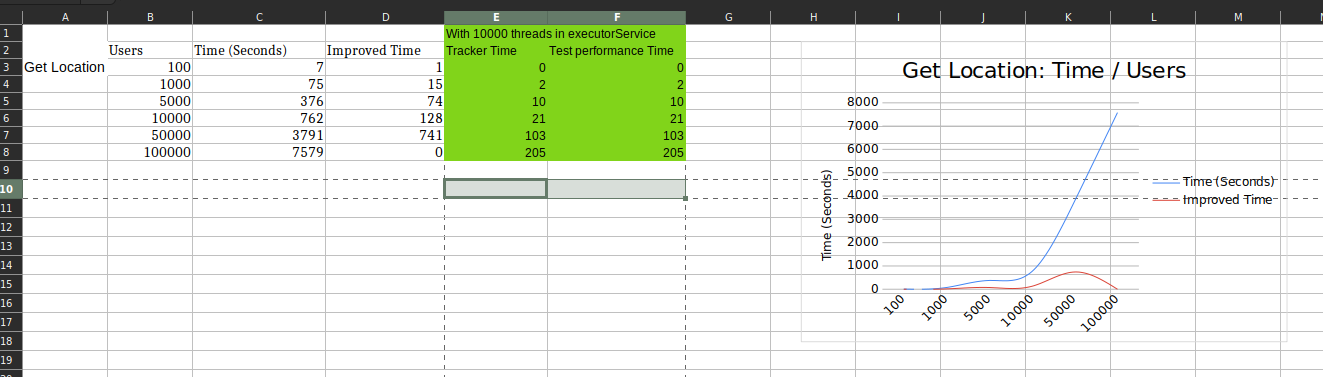 A B C D E F G H I J K L M
1 With 10000 threads in executorService
2 Users Time (Seconds) Improved Time Tracker Time Test performance Time
3 Get Location 100 7 1 0 0
4 1000 75 15 2 2
5 5000 376 74 10 10
6 10000 762 128 21 21
7 50000 3791 741 103 103
8 100000 7579 0 205 205
9
10
11
12
13
14
15
16
17
18
19
Get Location: Time / Users
8000
7000
6000
5000
4000
3000
2000
1000
0
Time (Seconds)
100 1000 5000 10000 50000 100000
Time (Seconds)
Improved Time